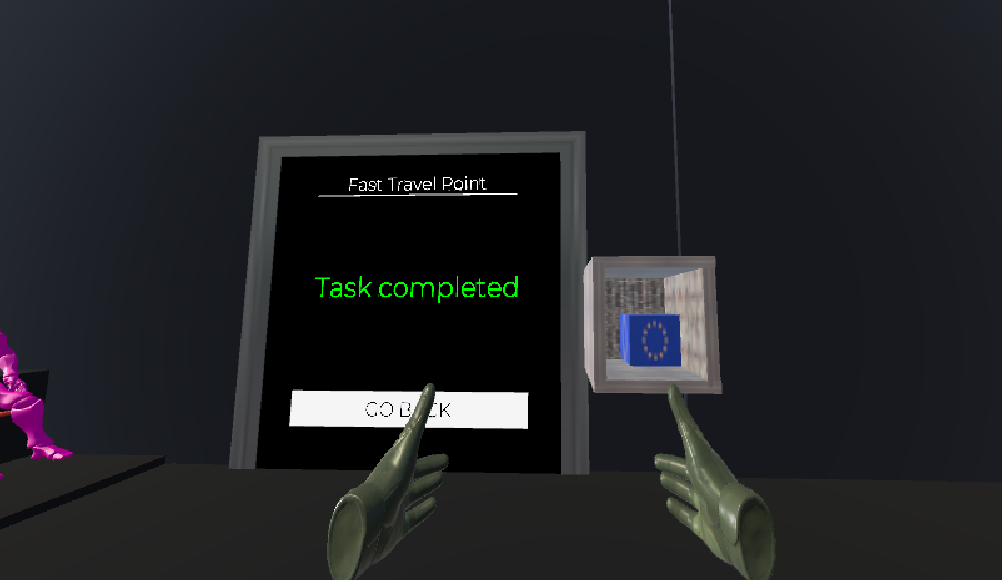 Fast Travel Point
Task completed
GO BACK